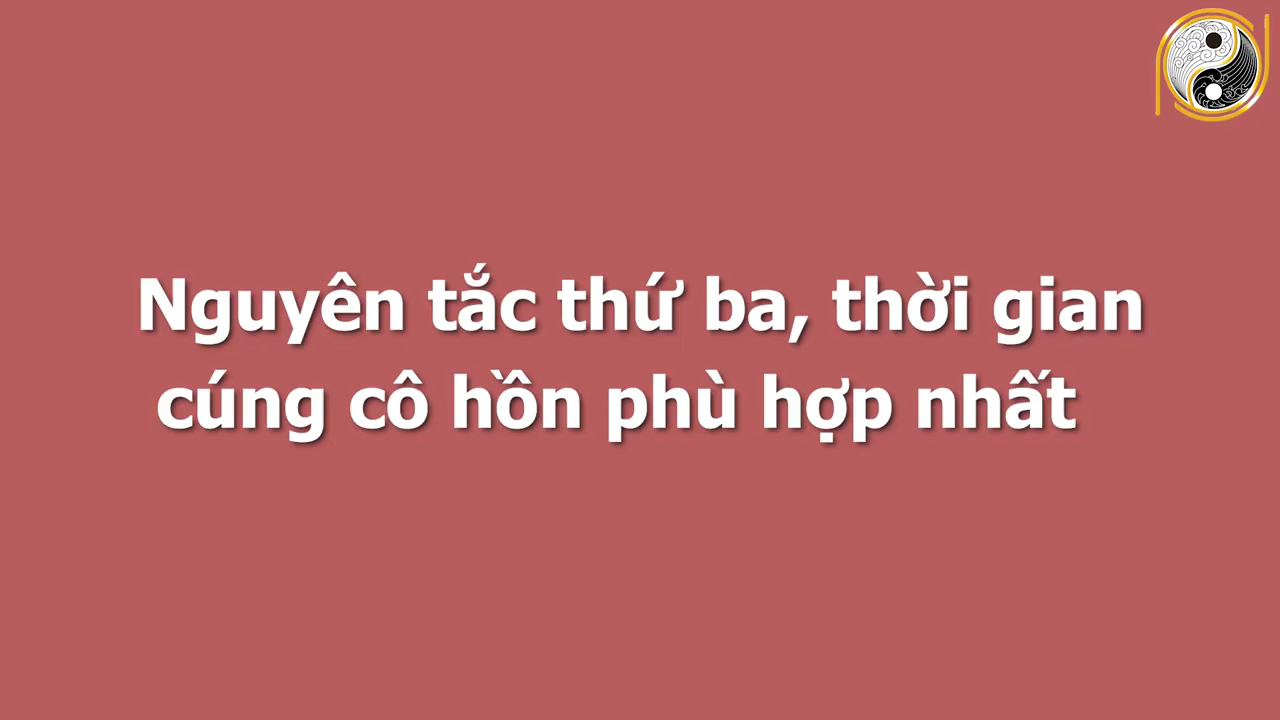 Nguyên tắc thứ ba, thời gian
cúng cô hồn phù hợp nhất